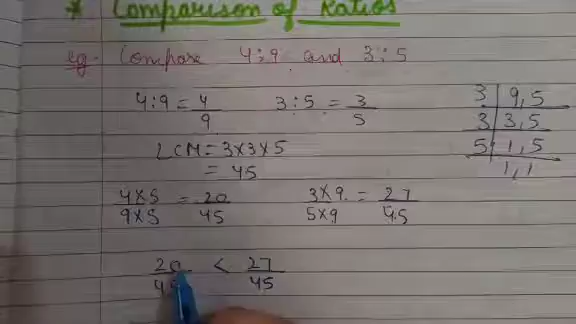 * Comparison of Ratios
eg- Compare 4:9 and 3:5
4:9 = 4/9 3:5 = 3/5
LCM = 3×3×5
= 45
3 | 9, 5
3 | 3, 5
5 | 1, 5
1, 1
4×5/9×5 = 20/45 3×9/5×9 = 27/45
20/45 < 27/45